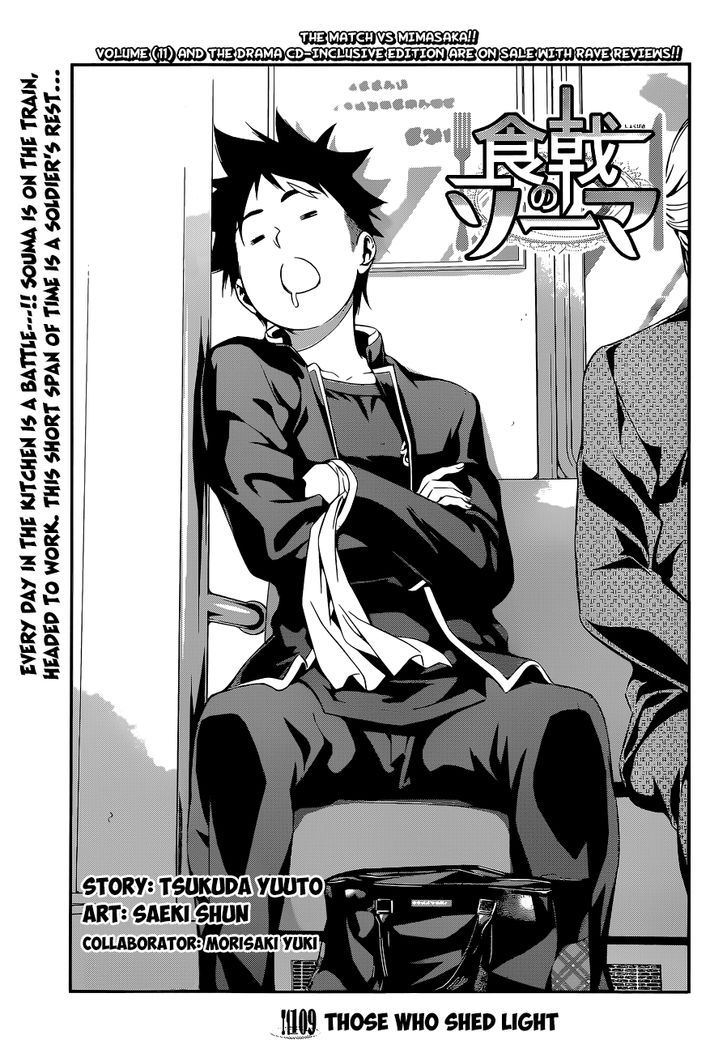 THE MATCH VS MIMASAKA!!
VOLUME (11) AND THE DRAMA CD-INCLUSIVE EDITION ARE ON SALE WITH RAVE REVIEWS!!
EVERY DAY IN THE KITCHEN IS A BATTLE---!! SOUMA IS ON THE TRAIN,
HEADED TO WORK. THIS SHORT SPAN OF TIME IS A SOLDIER'S REST...
食戟の
ソーマ
STORY: TSUKUDA YUUTO
ART: SAEKI SHUN
COLLABORATOR: MORISAKI YUKI
109 THOSE WHO SHED LIGHT